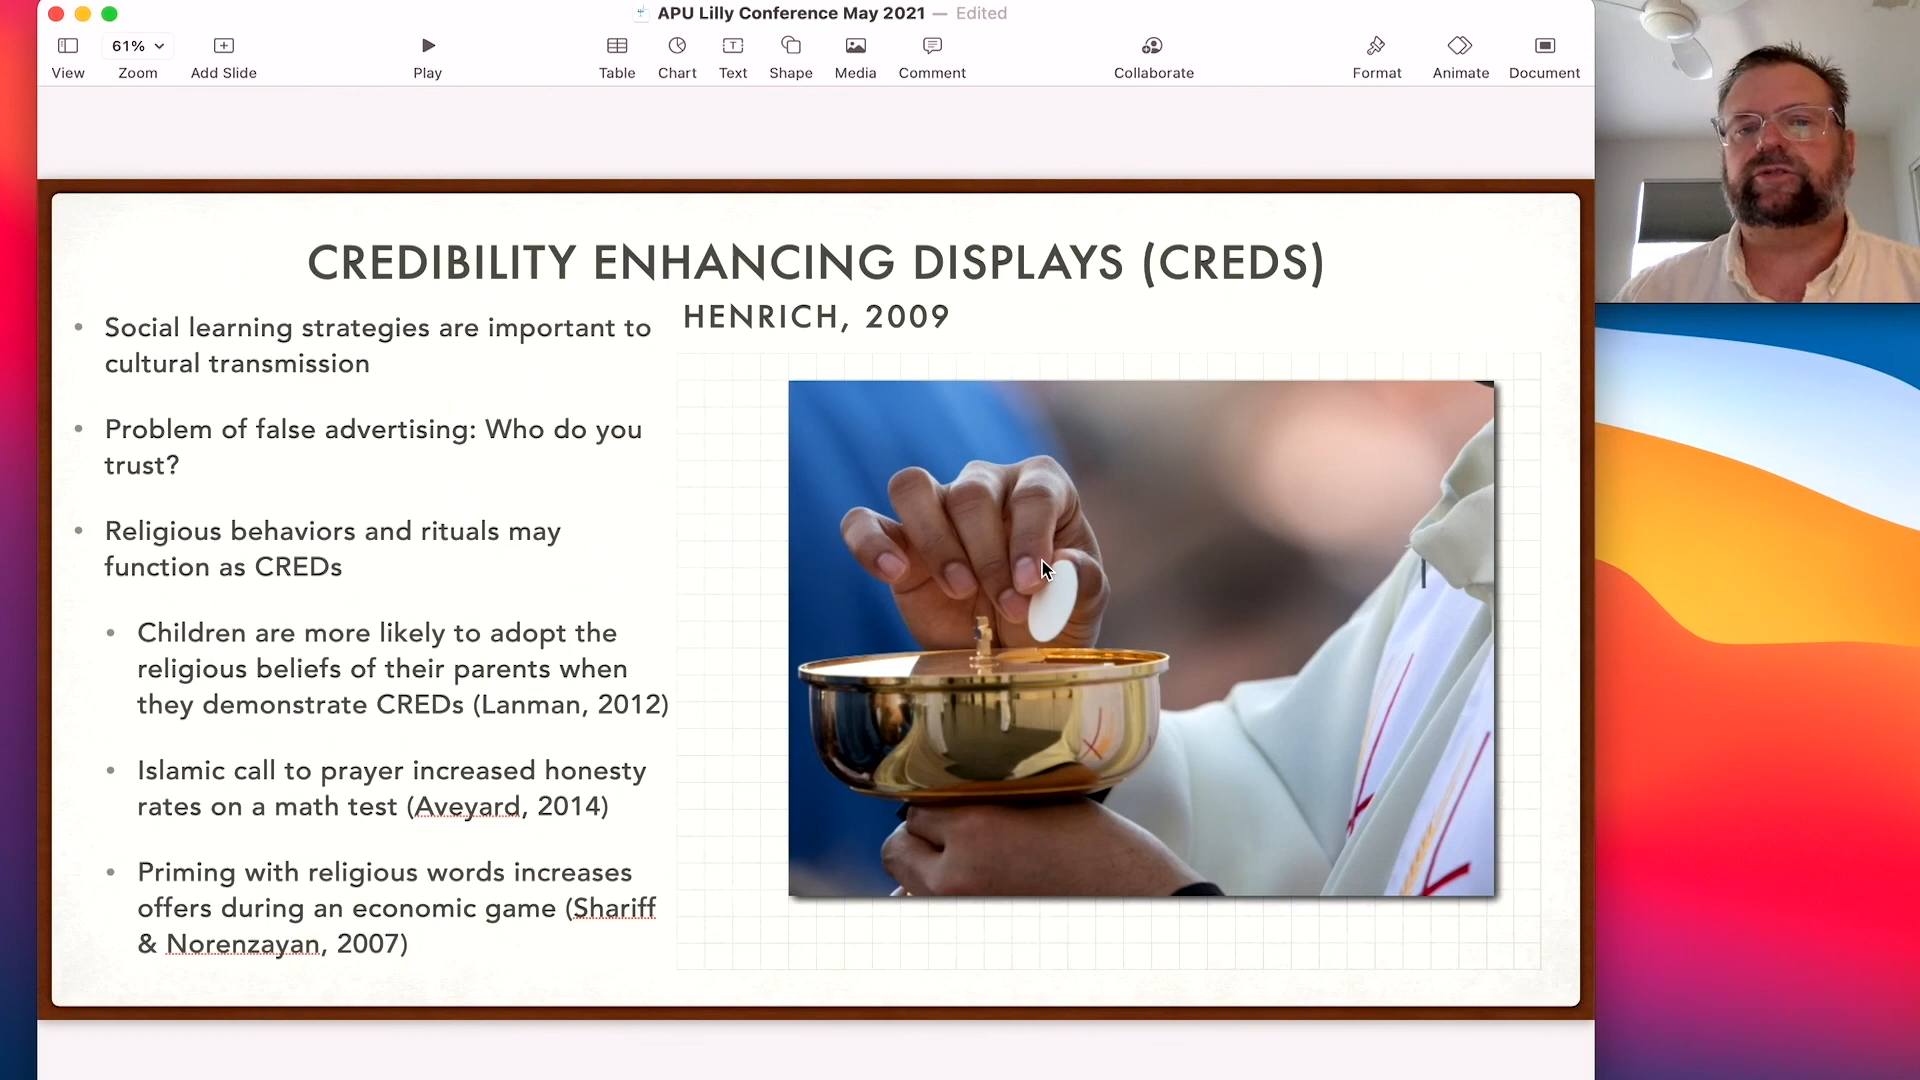 APU Lilly Conference May 2021 — Edited
61%
View Zoom Add Slide Play Table Chart Text Shape Media Comment Collaborate Format Animate Document
CREDIBILITY ENHANCING DISPLAYS (CREDS)
HENRICH, 2009
• Social learning strategies are important to
cultural transmission
• Problem of false advertising: Who do you
trust?
• Religious behaviors and rituals may
function as CREDs
• Children are more likely to adopt the
religious beliefs of their parents when
they demonstrate CREDs (Lanman, 2012)
• Islamic call to prayer increased honesty
rates on a math test (Aveyard, 2014)
• Priming with religious words increases
offers during an economic game (Shariff
& Norenzayan, 2007)